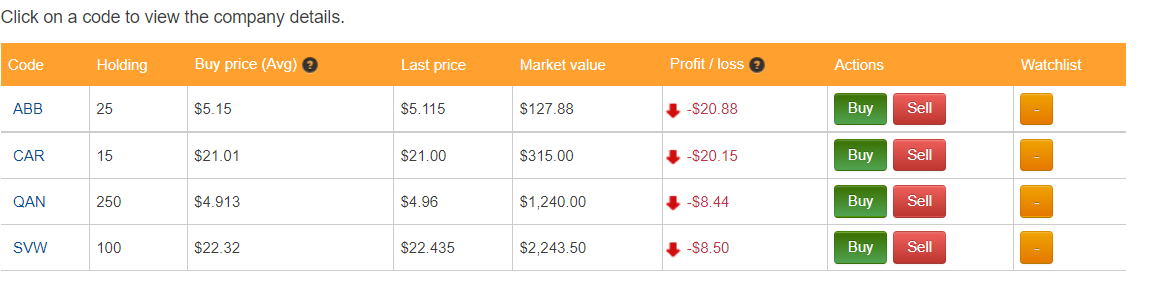 Click on a code to view the company details.
Code Holding Buy price (Avg) ? Last price Market value Profit / loss ? Actions Watchlist
ABB 25 $5.15 $5.115 $127.88 -$20.88 Buy Sell -
CAR 15 $21.01 $21.00 $315.00 -$20.15 Buy Sell -
QAN 250 $4.913 $4.96 $1,240.00 -$8.44 Buy Sell -
SVW 100 $22.32 $22.435 $2,243.50 -$8.50 Buy Sell -